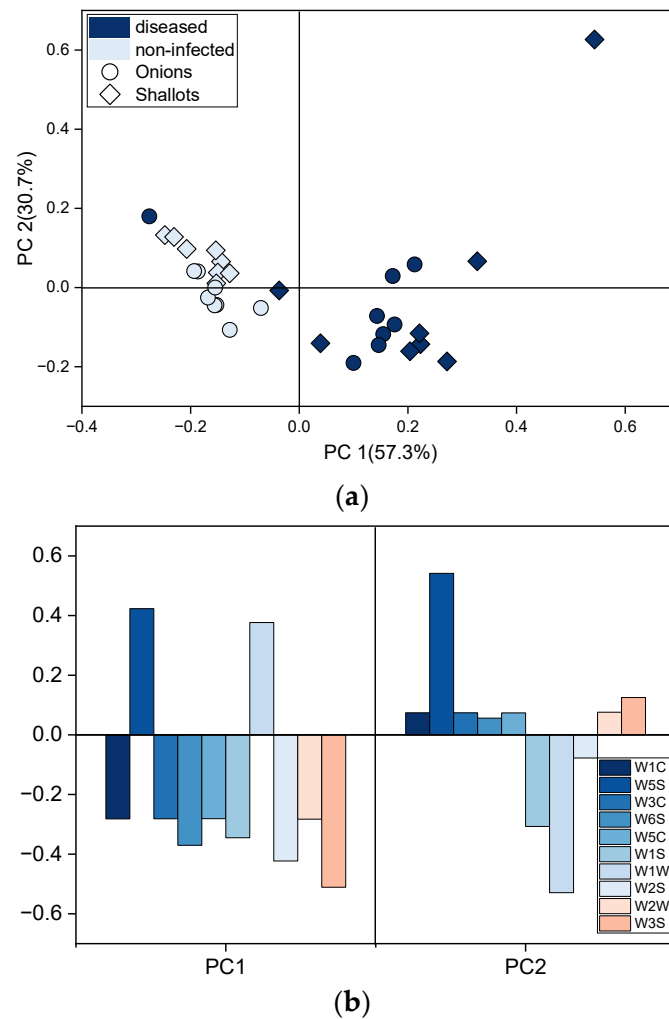 diseased
non-infected
Onions
Shallots
0.6
0.4
0.2
0.0
−0.2
PC 2(30.7%)
−0.4 −0.2 0.0 0.2 0.4 0.6
PC 1(57.3%)
(a)
0.6
0.4
0.2
0.0
−0.2
−0.4
−0.6
W1C
W5S
W3C
W6S
W5C
W1S
W1W
W2S
W2W
W3S
PC1 PC2
(b)